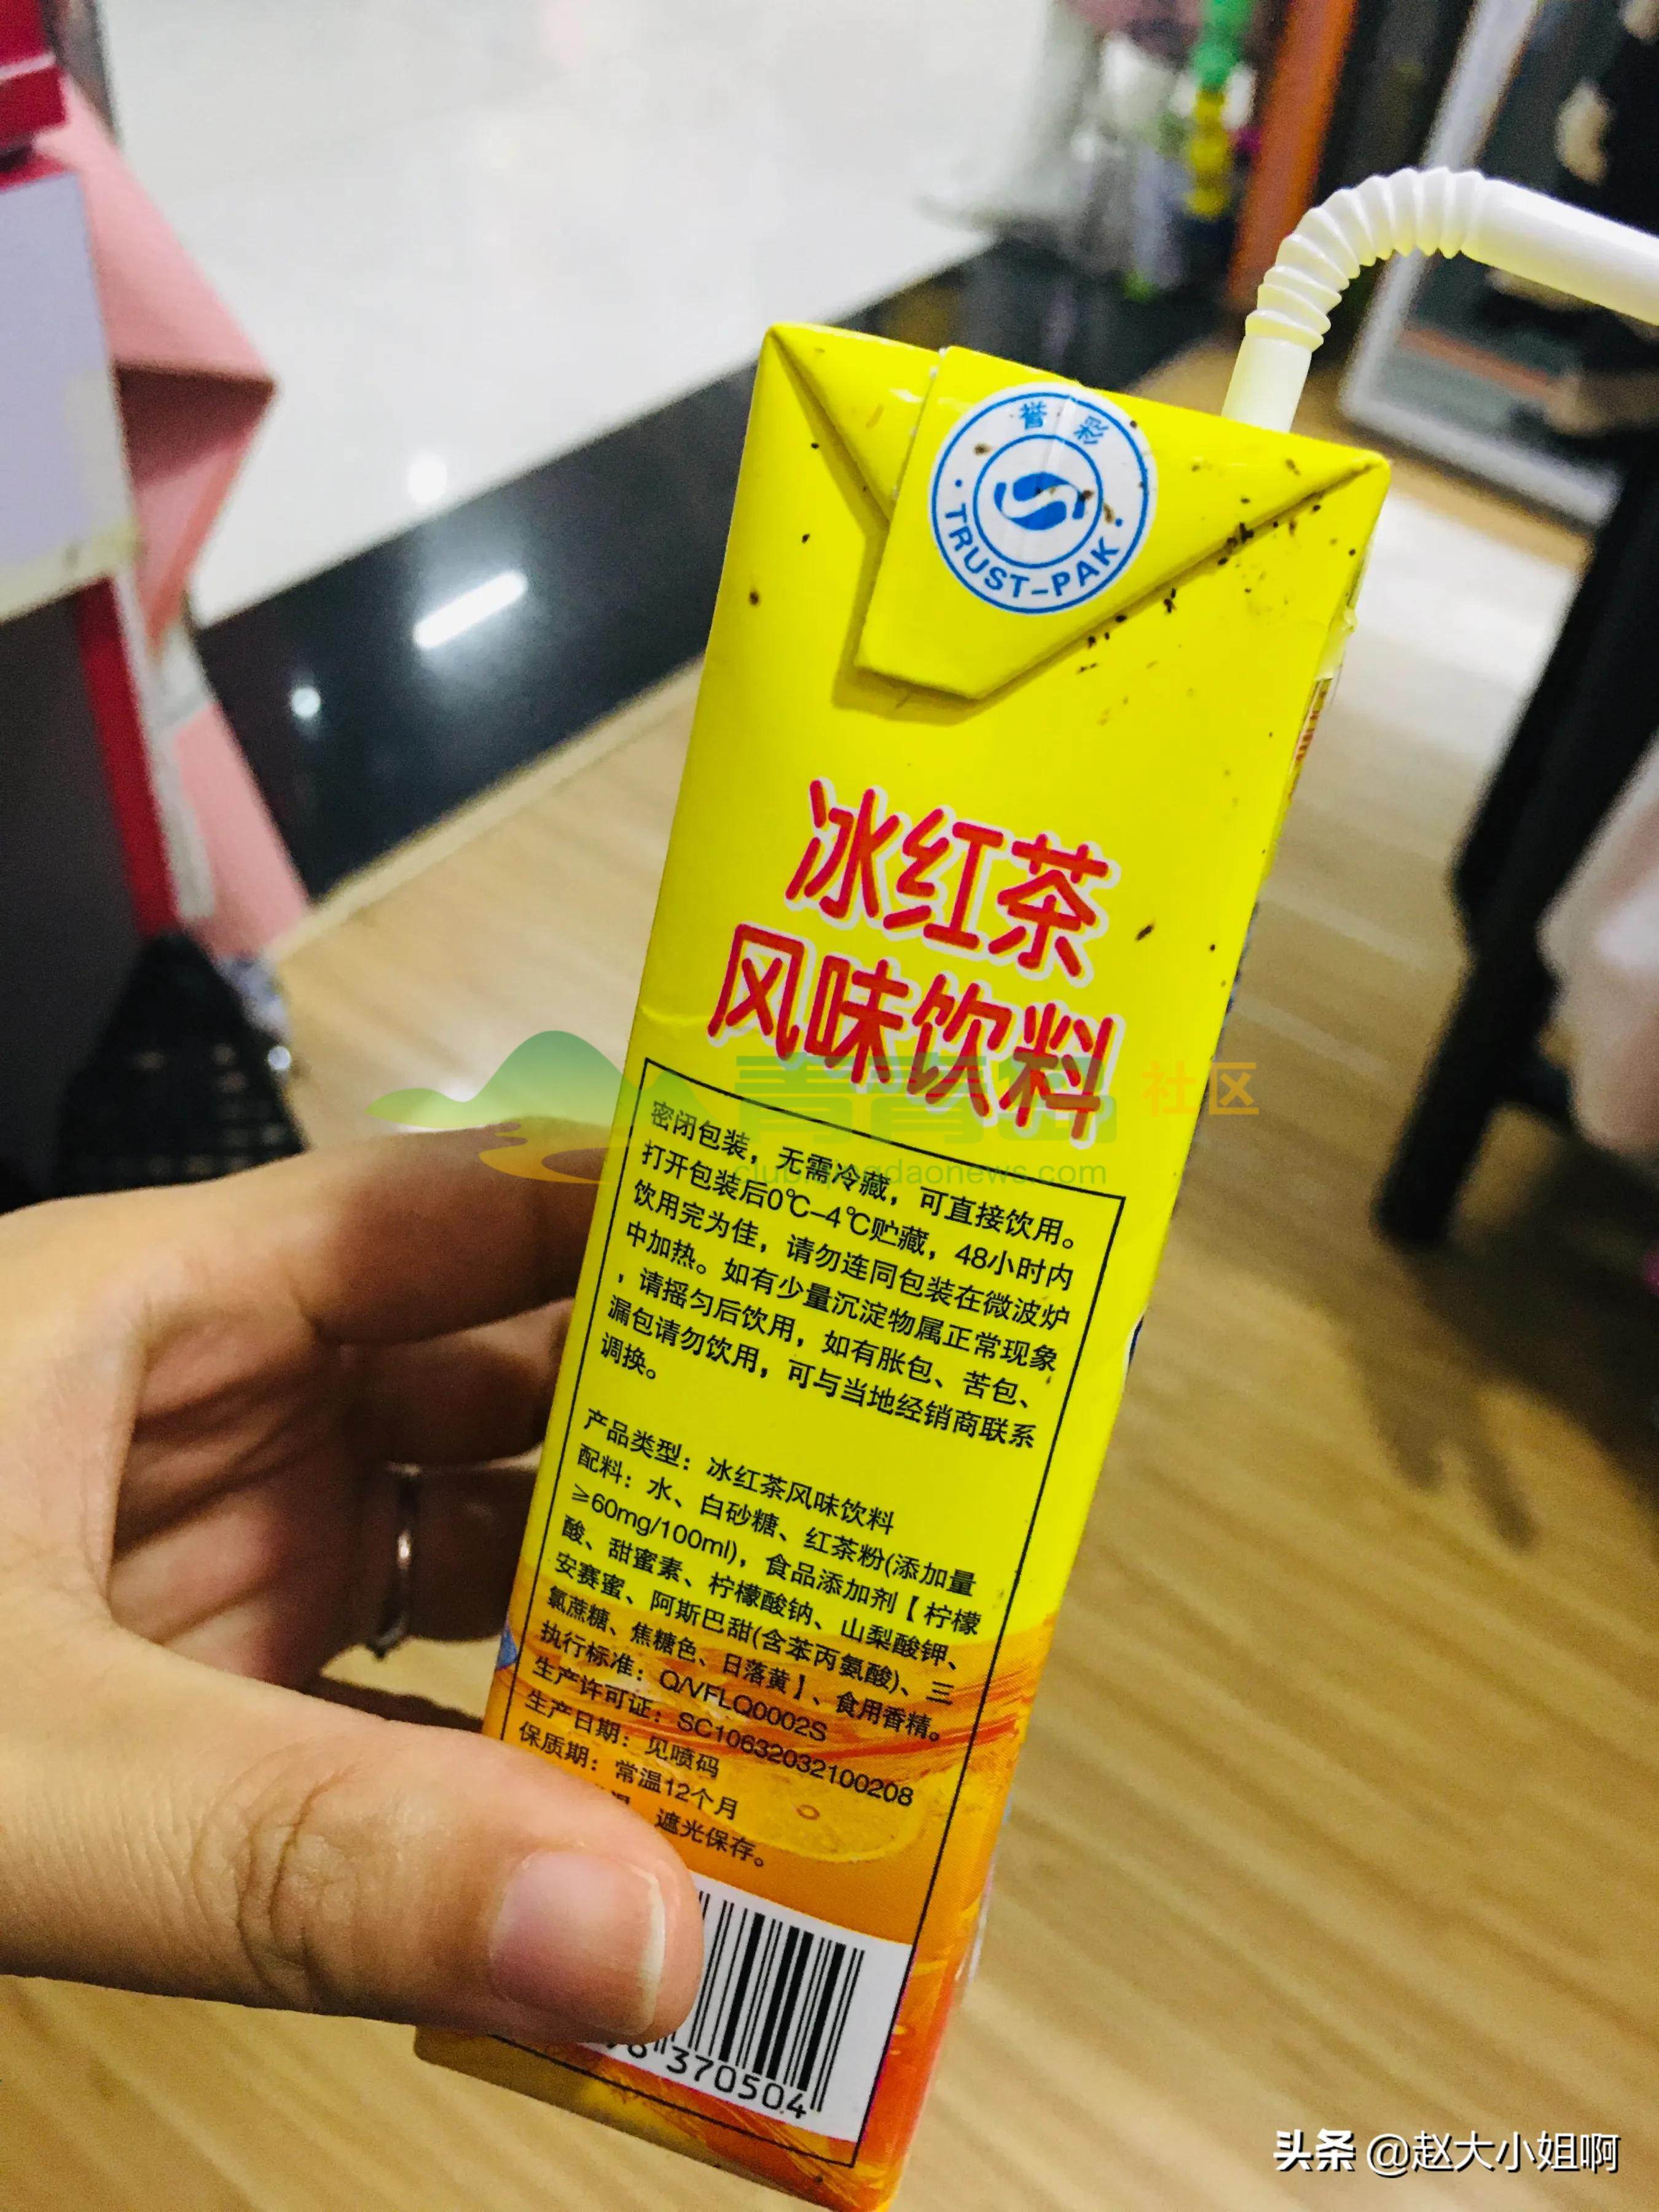 誉彩
TRUST-PAK
冰红茶
风味饮料
青青岛 社区
club.qingdaonews.com
密闭包装，无需冷藏，可直接饮用。
打开包装后0℃-4℃贮藏，48小时内
饮用完为佳，请勿连同包装在微波炉
中加热。如有少量沉淀物属正常现象
，请摇匀后饮用，如有胀包、苦包、
漏包请勿饮用，可与当地经销商联系
调换。
产品类型：冰红茶风味饮料
配料：水、白砂糖、红茶粉(添加量
≥60mg/100ml)，食品添加剂【柠檬
酸、甜蜜素、柠檬酸钠、山梨酸钾、
安赛蜜、阿斯巴甜(含苯丙氨酸)、三
氯蔗糖、焦糖色、日落黄】、食用香精。
执行标准：Q/VFLQ0002S
生产许可证：SC10632032100208
生产日期：见喷码
保质期：常温12个月
遮光保存。
370504
头条 @赵大小姐啊